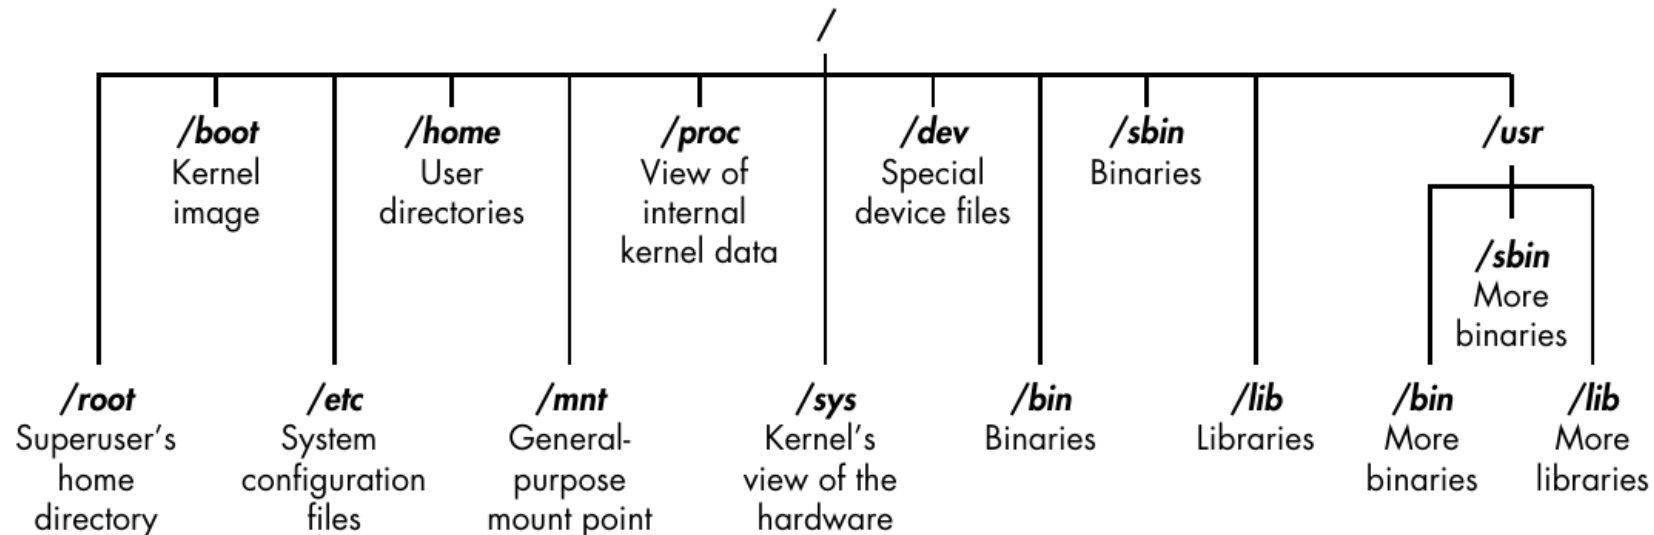 /
/boot
Kernel
image
/home
User
directories
/proc
View of
internal
kernel data
/dev
Special
device files
/sbin
Binaries
/usr
/sbin
More
binaries
/root
Superuser’s
home
directory
/etc
System
configuration
files
/mnt
General-
purpose
mount point
/sys
Kernel’s
view of the
hardware
/bin
Binaries
/lib
Libraries
/bin
More
binaries
/lib
More
libraries